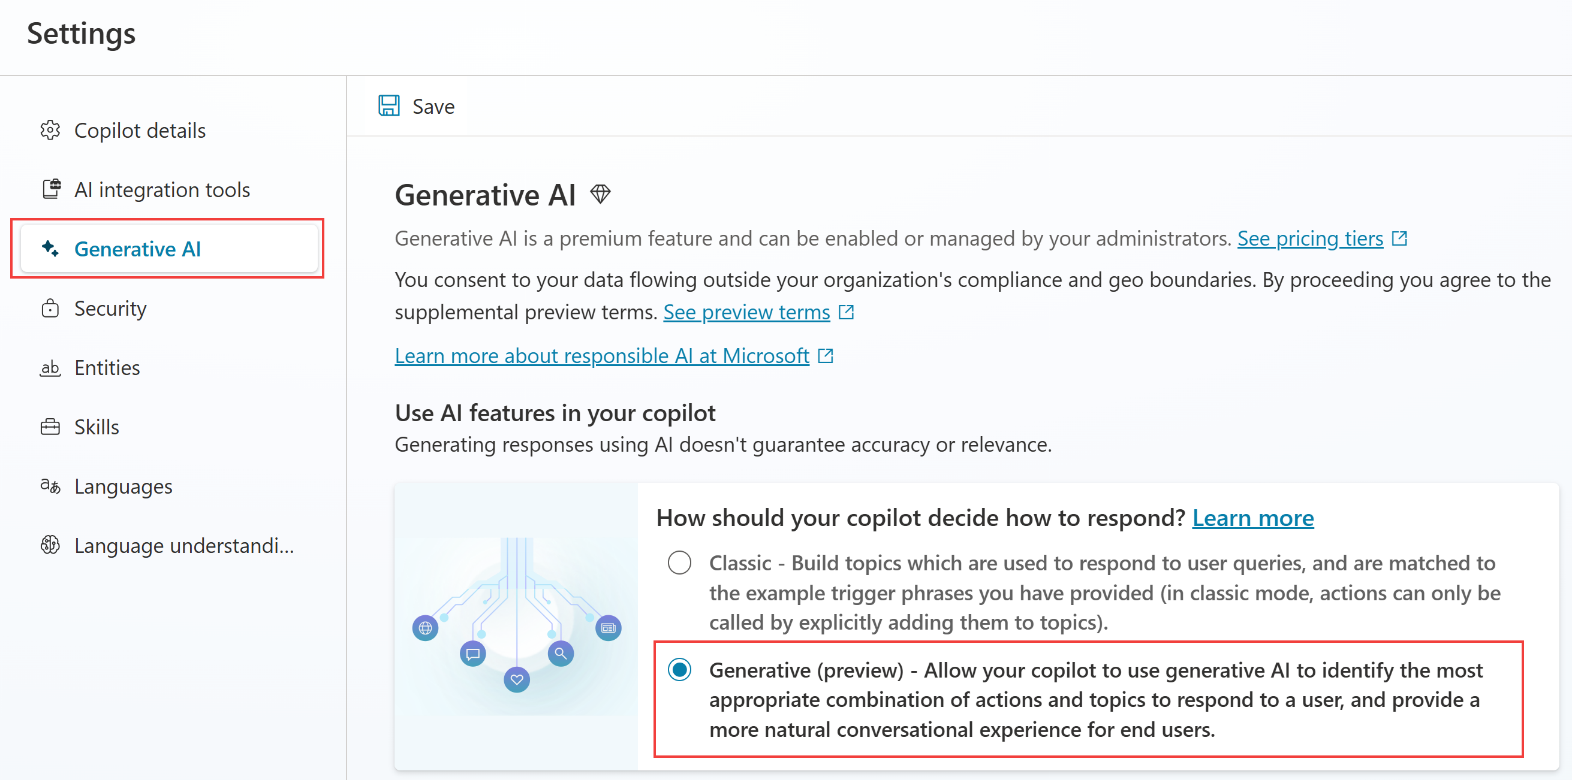 Settings
Copilot details
AI integration tools
Generative AI
Security
Entities
ab
Skills
Languages
Language understandi...
Save
Generative AI
Generative AI is a premium feature and can be enabled or managed by your administrators. See pricing tiers
You consent to your data flowing outside your organization's compliance and geo boundaries. By proceeding you agree to the
supplemental preview terms. See preview terms
Learn more about responsible AI at Microsoft
Use AI features in your copilot
Generating responses using AI doesn't guarantee accuracy or relevance.
How should your copilot decide how to respond? Learn more
Classic - Build topics which are used to respond to user queries, and are matched to
the example trigger phrases you have provided (in classic mode, actions can only be
called by explicitly adding them to topics).
Generative (preview) - Allow your copilot to use generative AI to identify the most
appropriate combination of actions and topics to respond to a user, and provide a
more natural conversational experience for end users.